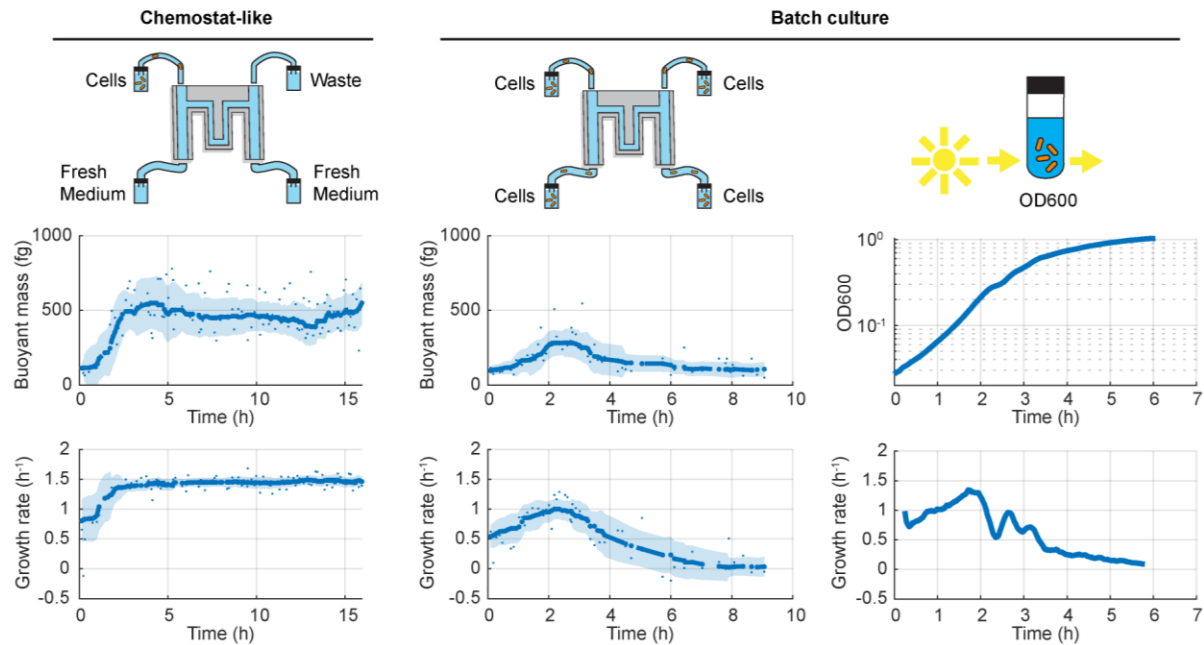 Chemostat-like
Batch culture
Cells
Waste
Fresh
Medium
Fresh
Medium
Cells
Cells
Cells
Cells
OD600
Buoyant mass (fg)
1000
500
0
0
5
10
15
Time (h)
Buoyant mass (fg)
1000
500
0
0
2
4
6
8
10
Time (h)
OD600
10⁰
10⁻¹
0
1
2
3
4
5
6
7
Time (h)
Growth rate (h⁻¹)
2
1.5
1
0.5
0
-0.5
0
5
10
15
Time (h)
Growth rate (h⁻¹)
2
1.5
1
0.5
0
-0.5
0
2
4
6
8
10
Time (h)
Growth rate (h⁻¹)
2
1.5
1
0.5
0
-0.5
0
1
2
3
4
5
6
7
Time (h)